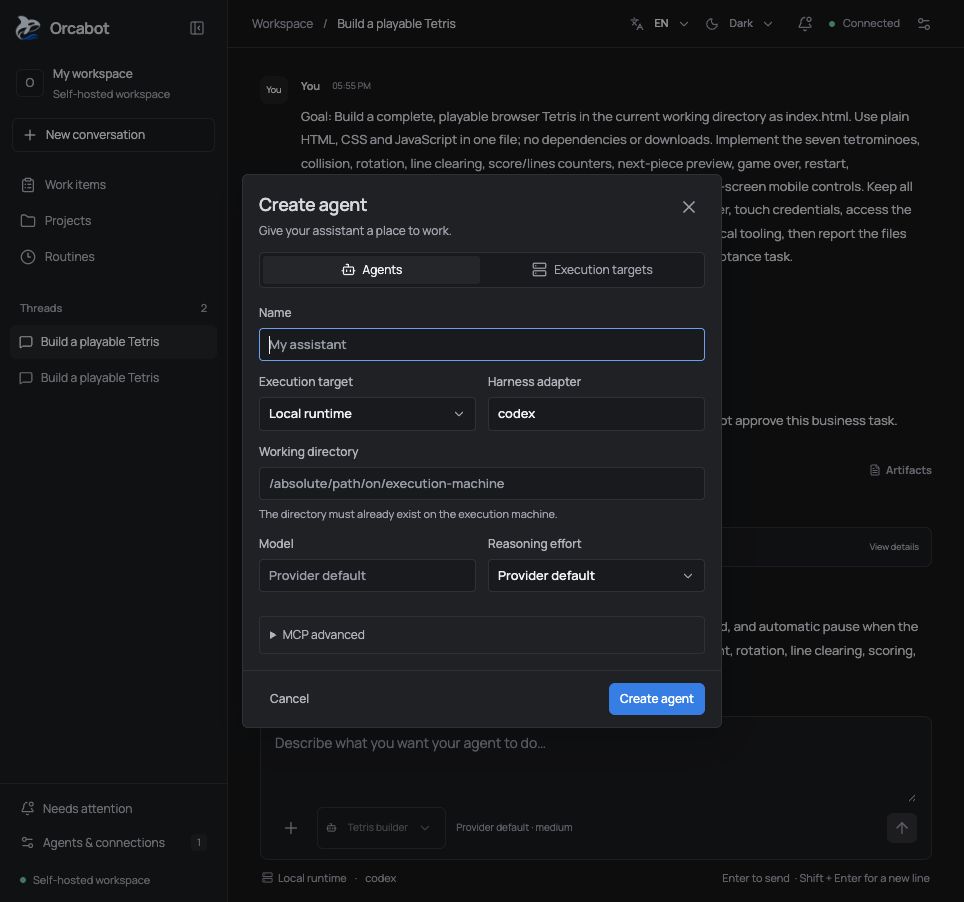 Orcabot
O
My workspace
Self-hosted workspace
New conversation
Work items
Projects
Routines
Threads 2
Build a playable Tetris
Build a playable Tetris
Needs attention
Agents & connections 1
Self-hosted workspace
Workspace / Build a playable Tetris
EN Dark Connected
You You 05:55 PM
Goal: Build a complete, playable browser Tetris in the current working directory as index.html. Use plain
HTML, CSS and JavaScript in one file; no dependencies or downloads. Implement the seven tetrominoes,
collision, rotation, line clearing, score/lines counters, next-piece preview, game over, restart,
-screen mobile controls. Keep all
r, touch credentials, access the
cal tooling, then report the files
ptance task.
ot approve this business task.
Artifacts
View details
d, and automatic pause when the
t, rotation, line clearing, scoring,
Create agent
Give your assistant a place to work.
Agents Execution targets
Name
My assistant
Execution target Harness adapter
Local runtime codex
Working directory
/absolute/path/on/execution-machine
The directory must already exist on the execution machine.
Model Reasoning effort
Provider default Provider default
MCP advanced
Cancel Create agent
Describe what you want your agent to do...
Tetris builder Provider default · medium
Local runtime · codex Enter to send · Shift + Enter for a new line